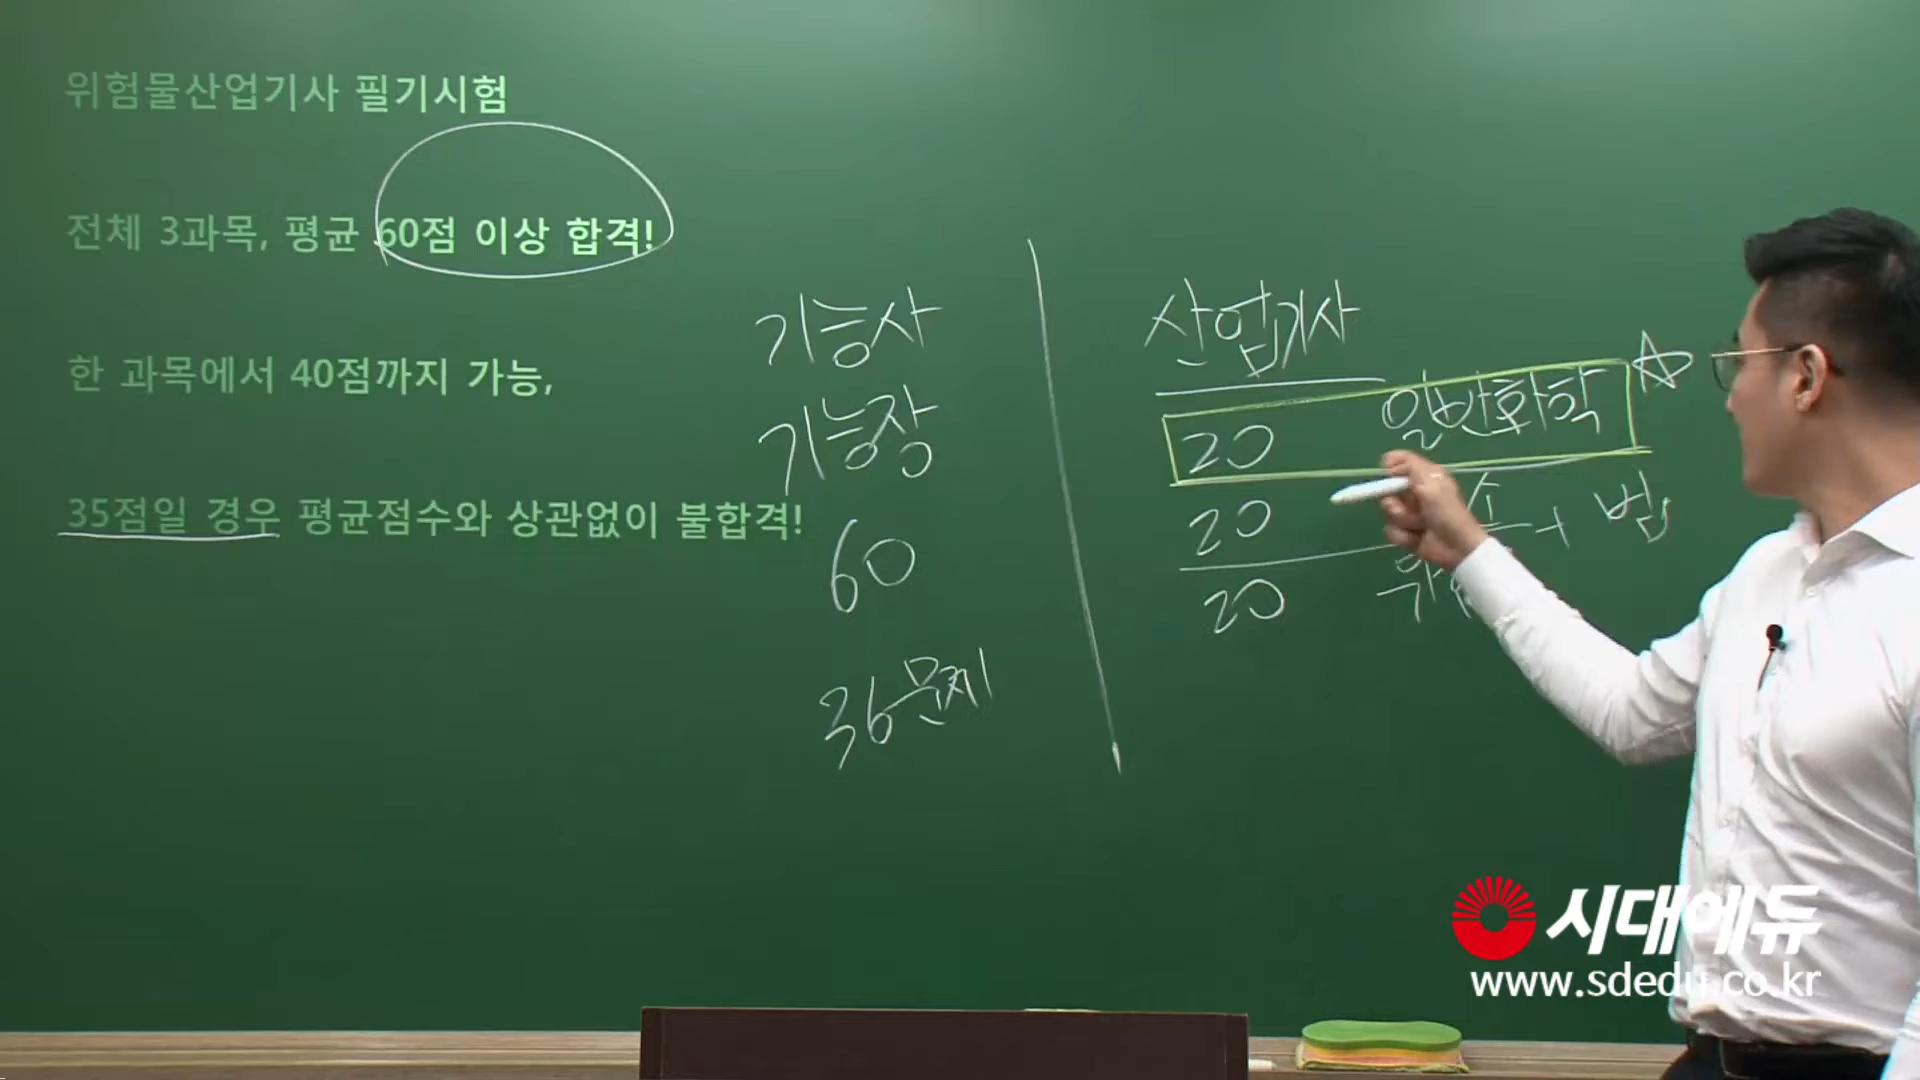 위험물산업기사 필기시험
전체 3과목, 평균 60점 이상 합격!
한 과목에서 40점까지 가능,
35점일 경우 평균점수와 상관없이 불합격!
기능사
기능장
60
36문제
산업기사
20 일반화학
20 소 + 법
20 위
시대에듀
www.sdedu.co.kr